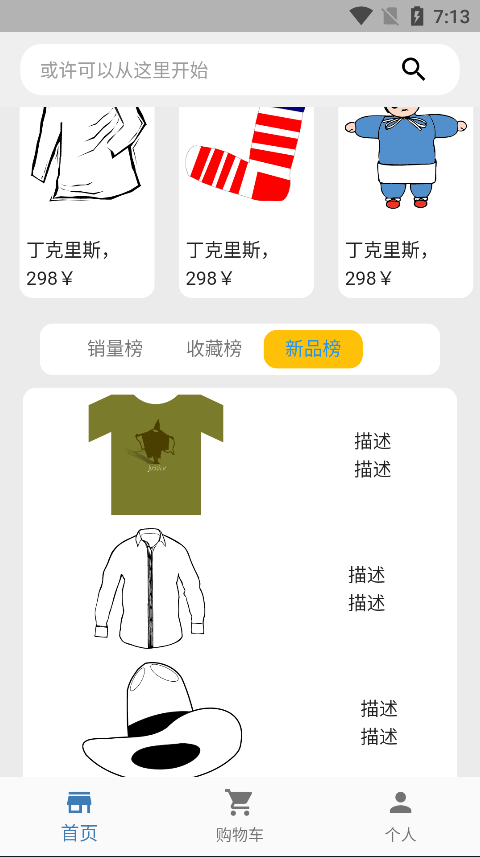 7:13
或许可以从这里开始
丁克里斯，
298￥
丁克里斯，
298￥
丁克里斯，
298￥
销量榜 收藏榜 新品榜
描述
描述
描述
描述
描述
描述
首页 购物车 个人